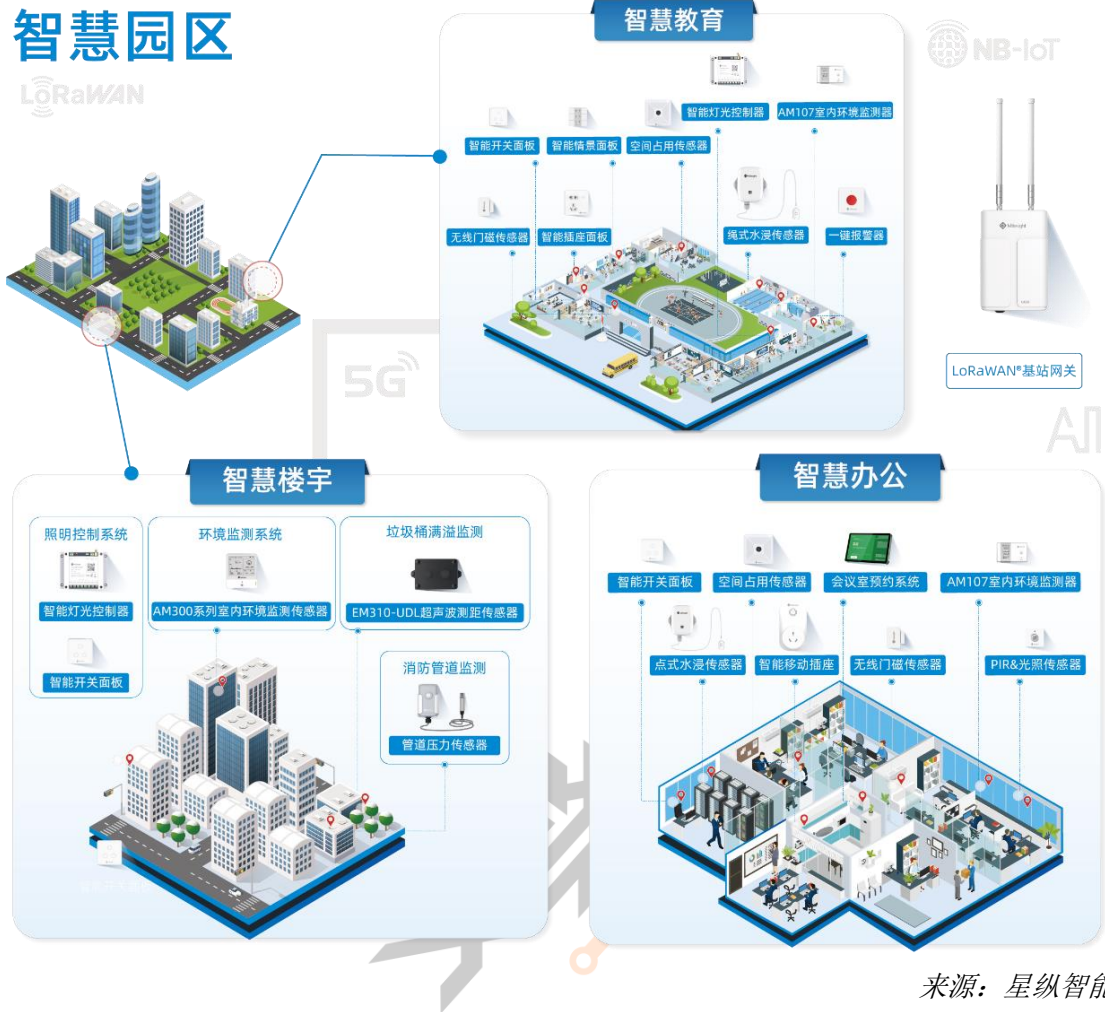 智慧园区
LoRaWAN
智慧教育
NB-IoT
智能灯光控制器
AM107室内环境监测器
智能开关面板
智能情景面板
空间占用传感器
无线门磁传感器
智能插座面板
绳式水浸传感器
一键报警器
Milesight
LoRaWAN®基站网关
5G
AI
智慧楼宇
照明控制系统
智能灯光控制器
智能开关面板
环境监测系统
AM300系列室内环境监测传感器
垃圾桶满溢监测
EM310-UDL超声波测距传感器
消防管道监测
管道压力传感器
智能开关面板
智慧办公
智能开关面板
空间占用传感器
会议室预约系统
AM107室内环境监测器
点式水浸传感器
智能移动插座
无线门磁传感器
PIR&光照传感器
来源：星纵智能